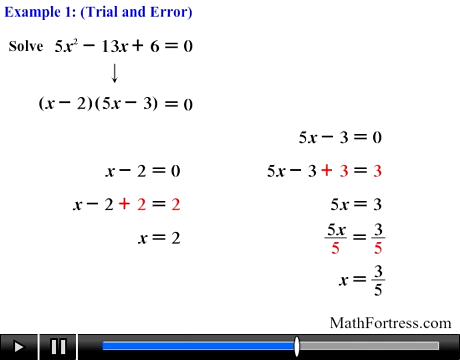 Example 1: (Trial and Error)
Solve 5x² − 13x + 6 = 0
↓
(x − 2)(5x − 3) = 0
x − 2 = 0
x − 2 + 2 = 2
x = 2
5x − 3 = 0
5x − 3 + 3 = 3
5x = 3
5x/5 = 3/5
x = 3/5
MathFortress.com